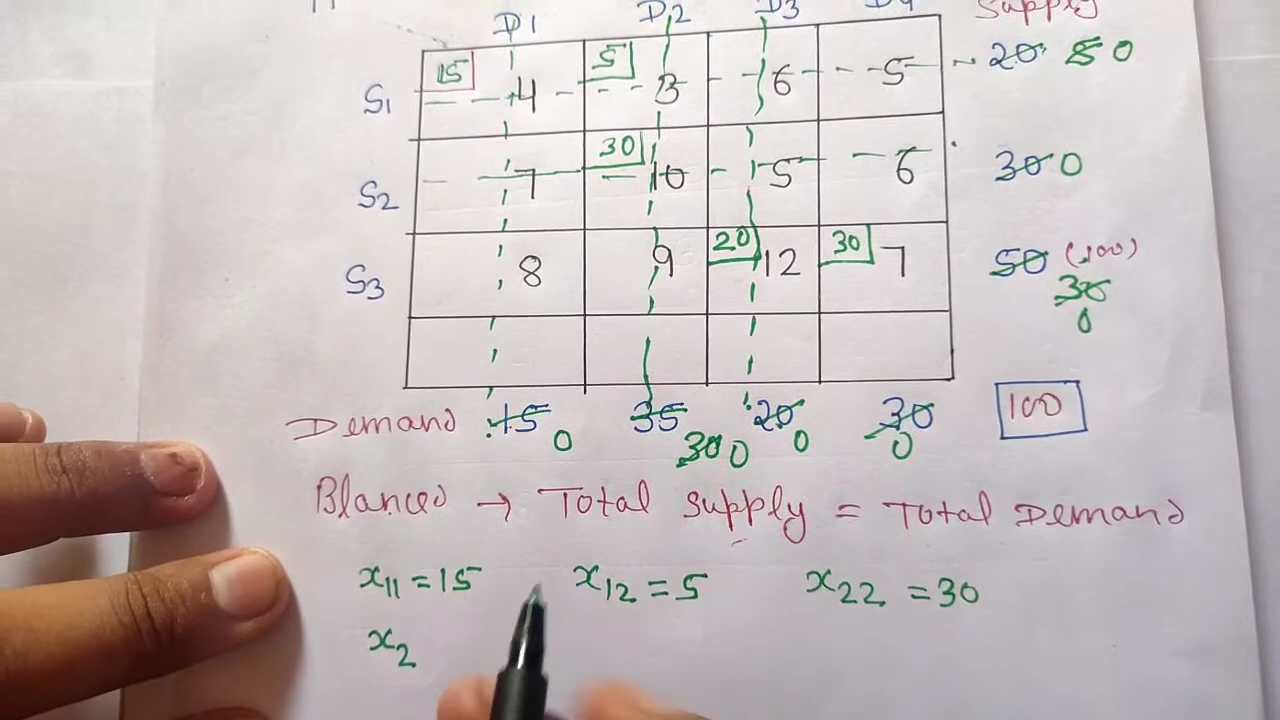 D1 D2 D3 D4 Supply
S1 15 4 5 3 6 5 20 5 0
S2 7 30 10 5 6 30 0
S3 8 9 20 12 30 7 50 (100)
30
0
Demand 15 0 35 20 0 30 0 100
30 0
Blanced → Total Supply = Total Demand
x11 = 15 x12 = 5 x22 = 30
x2